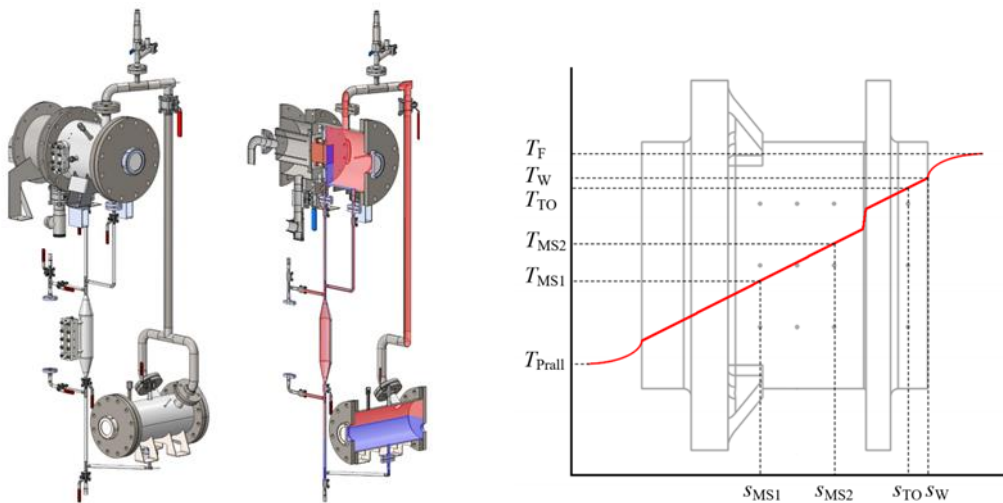 T_F
T_W
T_TO
T_MS2
T_MS1
T_Prall
s_MS1 s_MS2 s_TO s_W